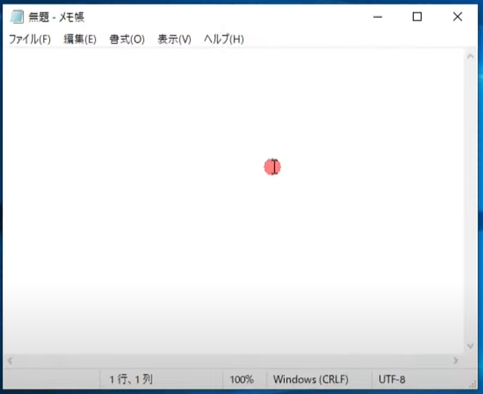 無題 - メモ帳
ファイル(F) 編集(E) 書式(O) 表示(V) ヘルプ(H)
1 行、1 列 100% Windows (CRLF) UTF-8